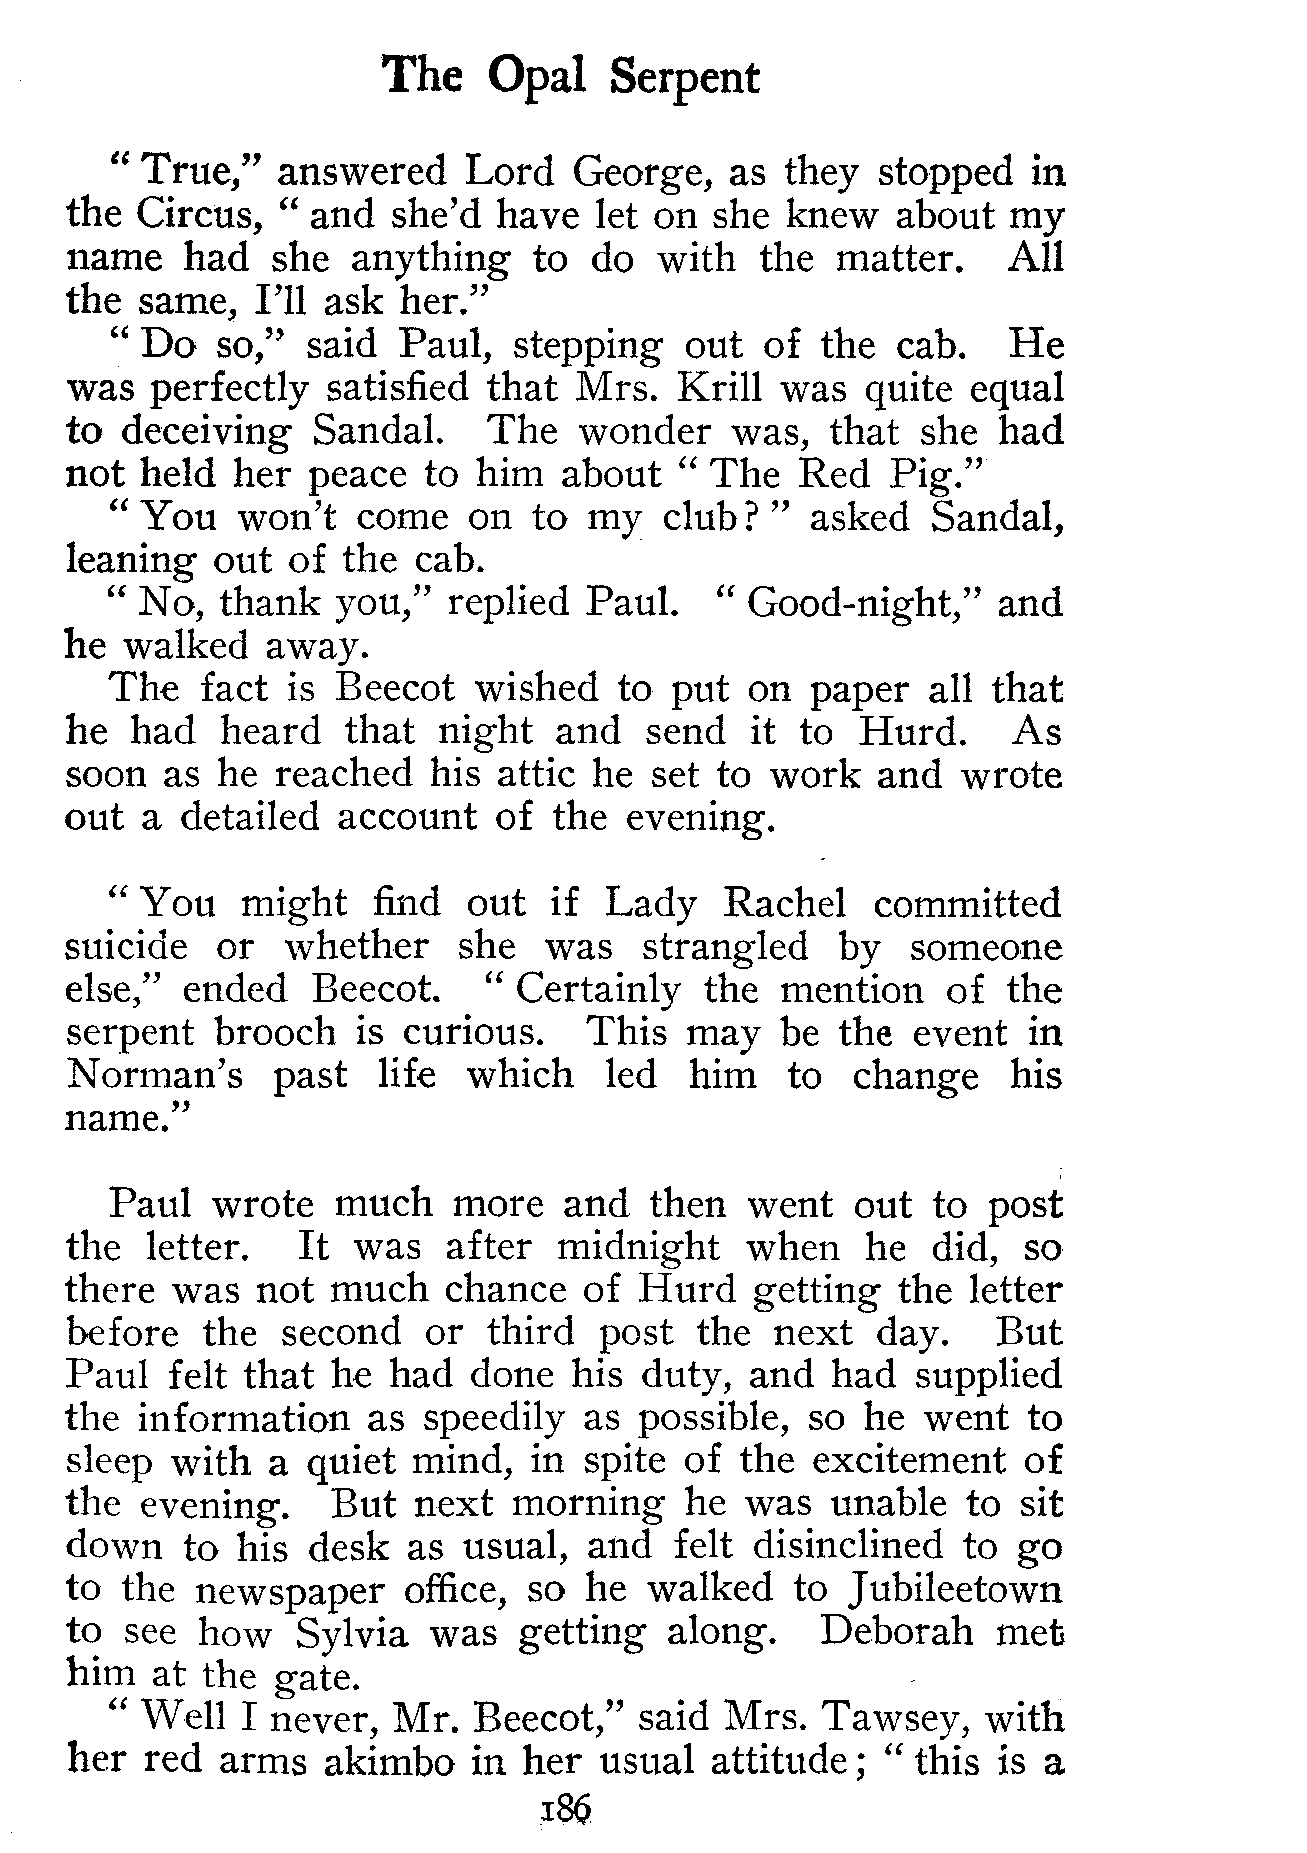 The Opal Serpent
“ True,” answered Lord George, as they stopped in
the Circus, “ and she’d have let on she knew about my
name had she anything to do with the matter. All
the same, I’ll ask her.”
“ Do so,” said Paul, stepping out of the cab. He
was perfectly satisfied that Mrs. Krill was quite equal
to deceiving Sandal. The wonder was, that she had
not held her peace to him about “ The Red Pig.”
“ You won’t come on to my club? ” asked Sandal,
leaning out of the cab.
“ No, thank you,” replied Paul. “ Good-night,” and
he walked away.
The fact is Beecot wished to put on paper all that
he had heard that night and send it to Hurd. As
soon as he reached his attic he set to work and wrote
out a detailed account of the evening.
“ You might find out if Lady Rachel committed
suicide or whether she was strangled by someone
else,” ended Beecot. “ Certainly the mention of the
serpent brooch is curious. This may be the event in
Norman’s past life which led him to change his
name.”
Paul wrote much more and then went out to post
the letter. It was after midnight when he did, so
there was not much chance of Hurd getting the letter
before the second or third post the next day. But
Paul felt that he had done his duty, and had supplied
the information as speedily as possible, so he went to
sleep with a quiet mind, in spite of the excitement of
the evening. But next morning he was unable to sit
down to his desk as usual, and felt disinclined to go
to the newspaper office, so he walked to Jubileetown
to see how Sylvia was getting along. Deborah met
him at the gate.
“ Well I never, Mr. Beecot,” said Mrs. Tawsey, with
her red arms akimbo in her usual attitude; “ this is a
186